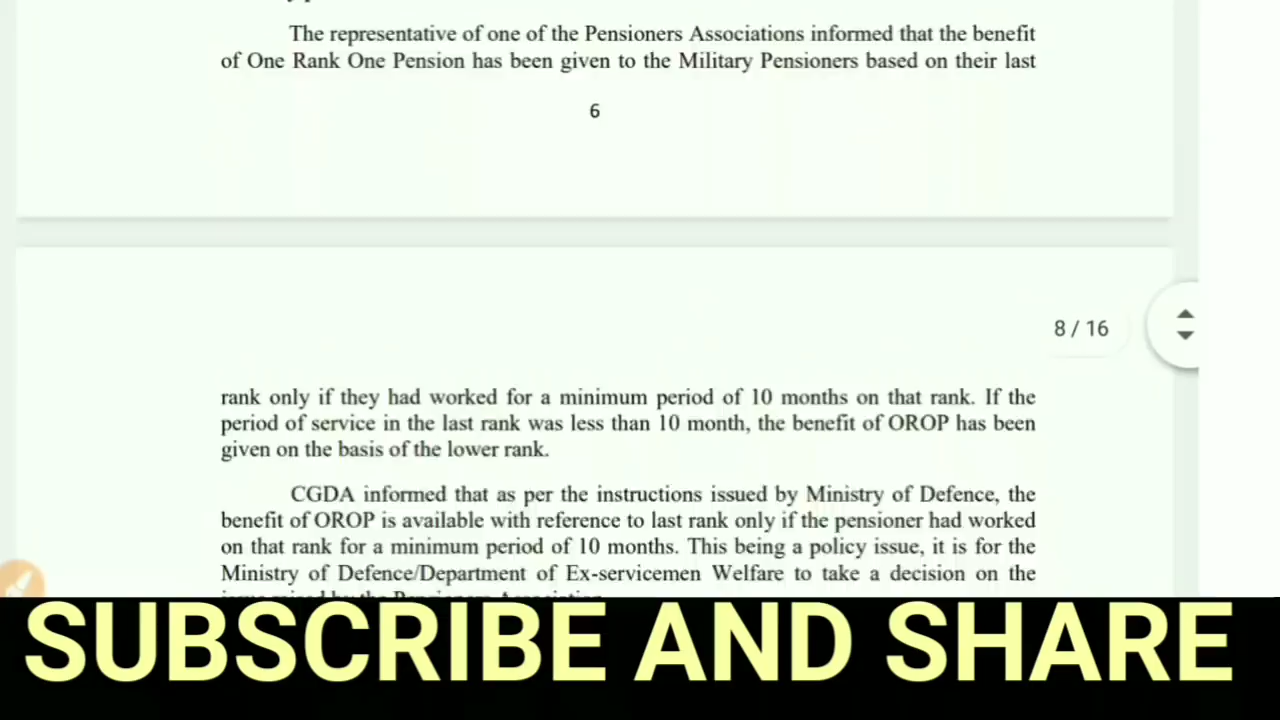 The representative of one of the Pensioners Associations informed that the benefit
of One Rank One Pension has been given to the Military Pensioners based on their last
6
8 / 16
rank only if they had worked for a minimum period of 10 months on that rank. If the
period of service in the last rank was less than 10 month, the benefit of OROP has been
given on the basis of the lower rank.
CGDA informed that as per the instructions issued by Ministry of Defence, the
benefit of OROP is available with reference to last rank only if the pensioner had worked
on that rank for a minimum period of 10 months. This being a policy issue, it is for the
Ministry of Defence/Department of Ex-servicemen Welfare to take a decision on the
SUBSCRIBE AND SHARE